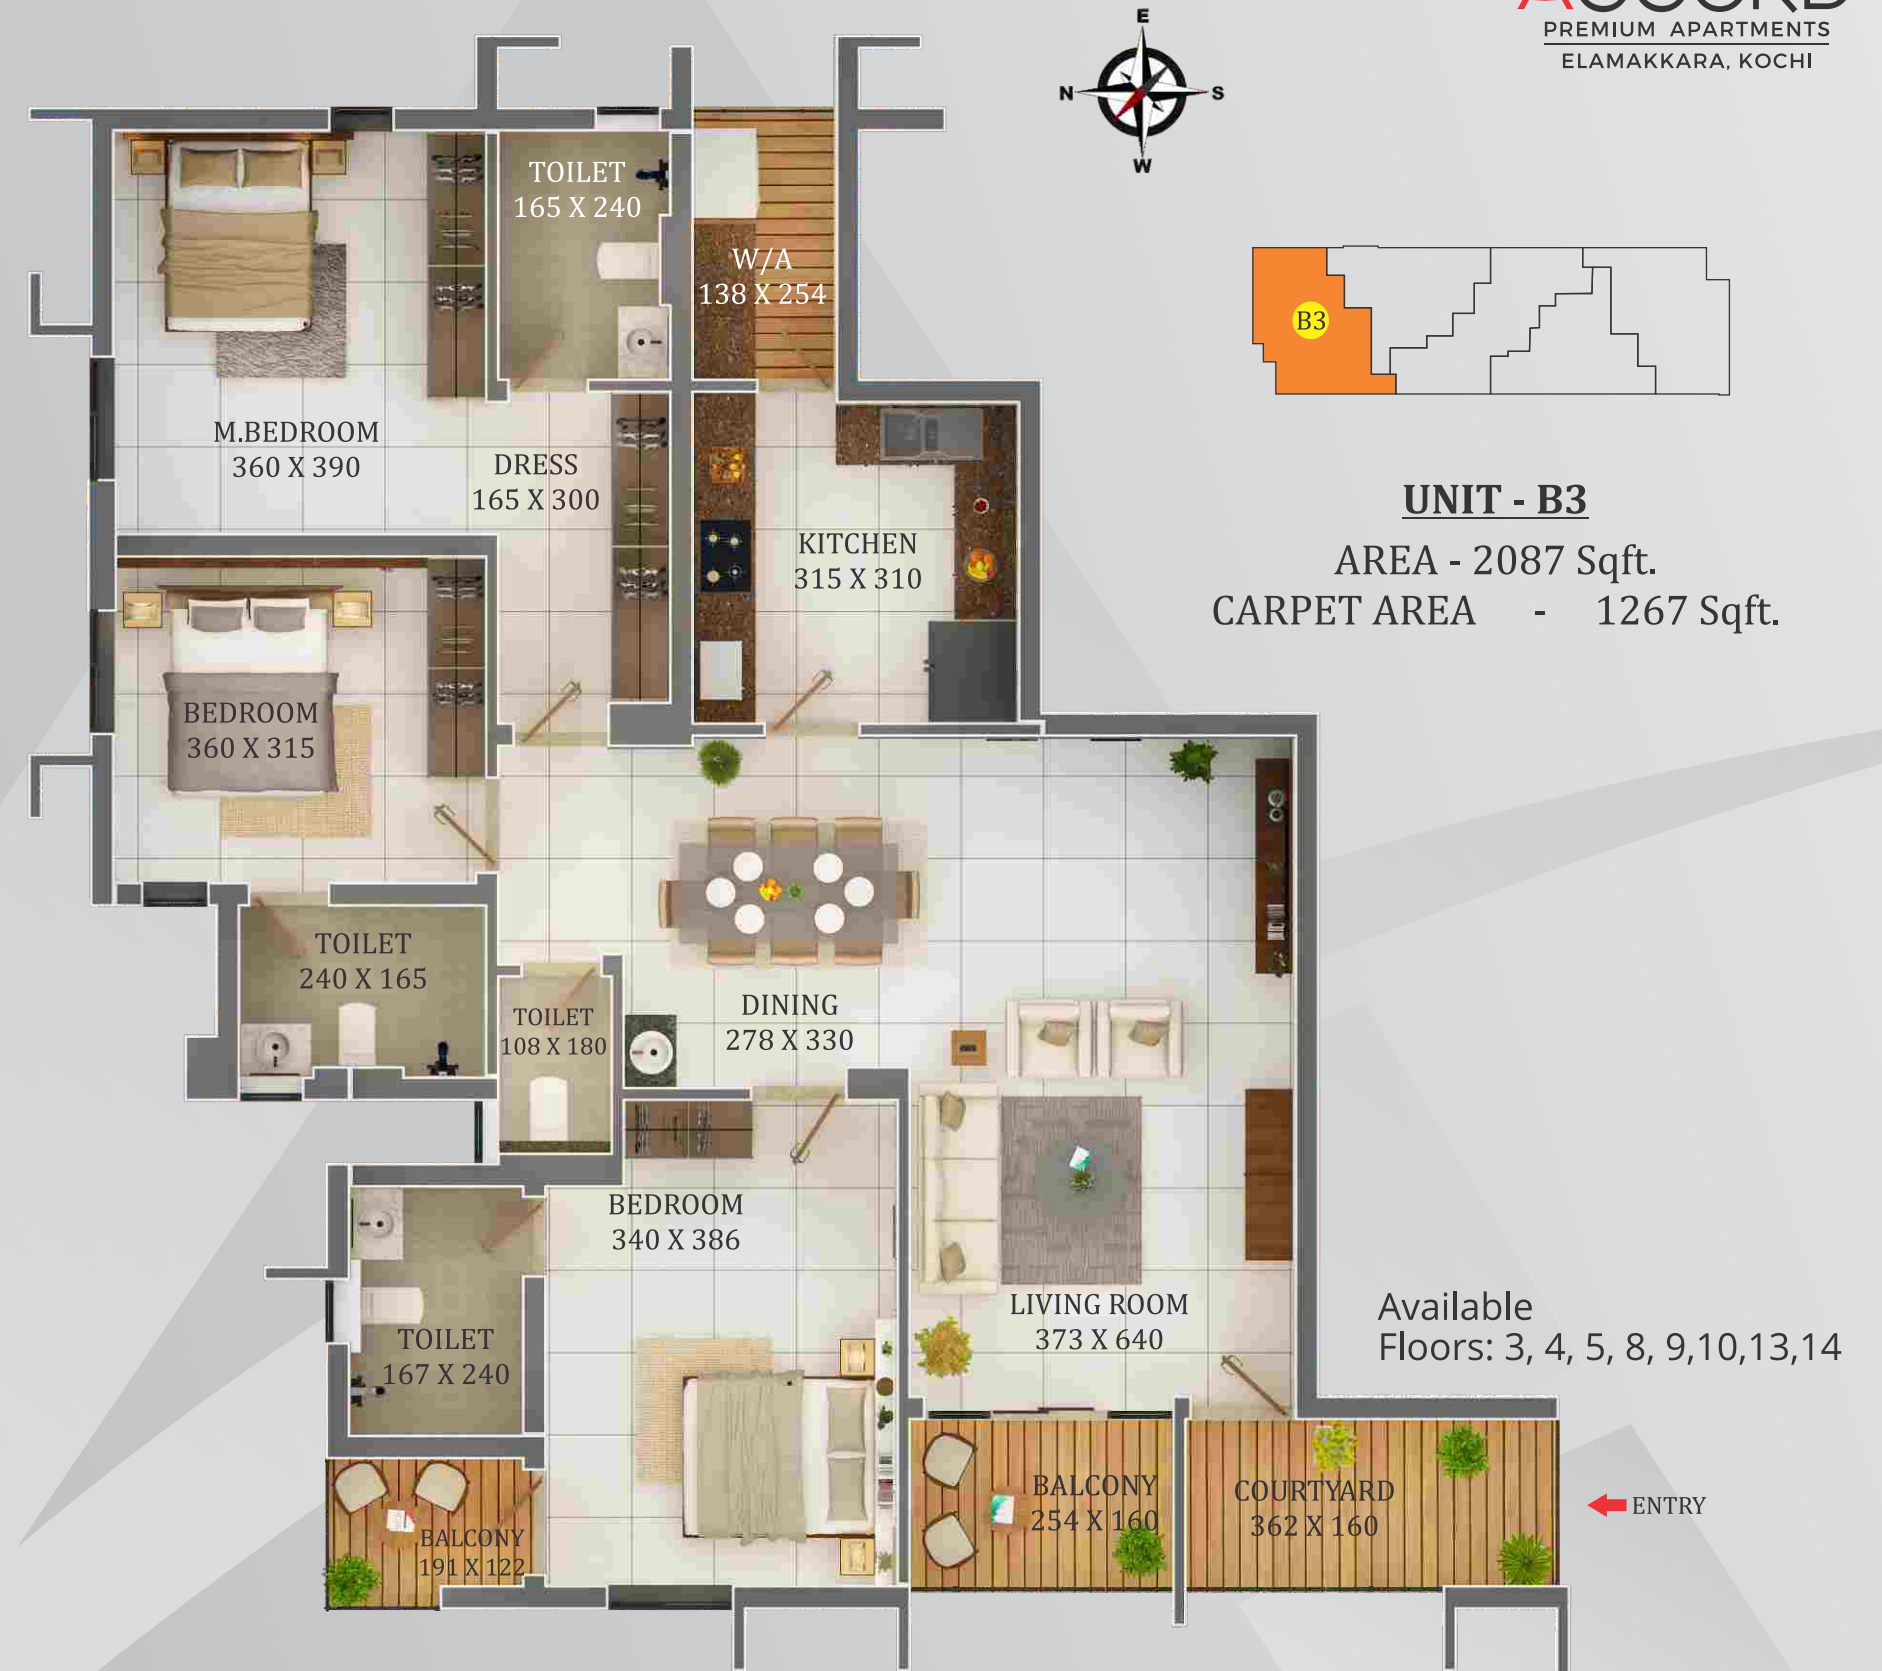 PREMIUM APARTMENTS
ELAMAKKARA, KOCHI
E
N
S
W
TOILET
165 X 240
W/A
138 X 254
B3
M.BEDROOM
360 X 390
DRESS
165 X 300
KITCHEN
315 X 310
UNIT - B3
AREA - 2087 Sqft.
CARPET AREA - 1267 Sqft.
BEDROOM
360 X 315
TOILET
240 X 165
TOILET
108 X 180
DINING
278 X 330
BEDROOM
340 X 386
LIVING ROOM
373 X 640
TOILET
167 X 240
Available
Floors: 3, 4, 5, 8, 9,10,13,14
BALCONY
254 X 160
COURTYARD
362 X 160
ENTRY
BALCONY
191 X 122